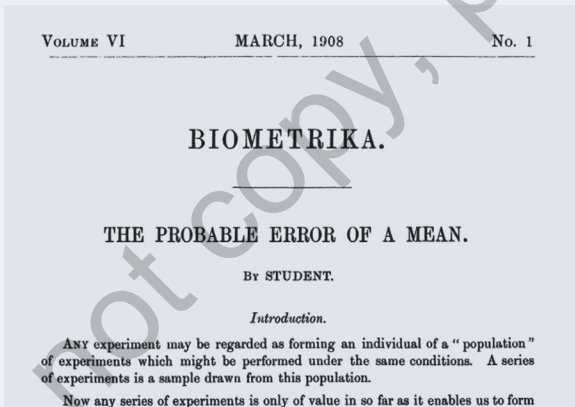 VOLUME VI MARCH, 1908 No. 1
BIOMETRIKA.
THE PROBABLE ERROR OF A MEAN.
BY STUDENT.
Introduction.
ANY experiment may be regarded as forming an individual of a “population”
of experiments which might be performed under the same conditions. A series
of experiments is a sample drawn from this population.
Now any series of experiments is only of value in so far as it enables us to form
not copy,